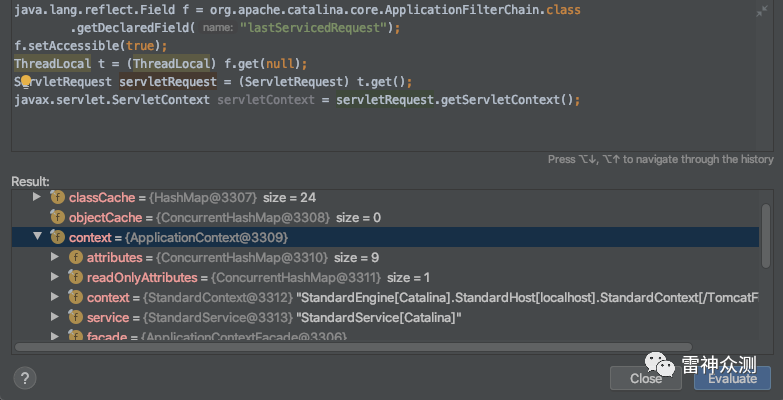 java.lang.reflect.Field f = org.apache.catalina.core.ApplicationFilterChain.class
.getDeclaredField( name: "lastServicedRequest");
f.setAccessible(true);
ThreadLocal t = (ThreadLocal) f.get(null);
ServletRequest servletRequest = (ServletRequest) t.get();
javax.servlet.ServletContext servletContext = servletRequest.getServletContext();
Press ⌥↓, ⌥↑ to navigate through the history
Result:
f classCache = {HashMap@3307} size = 24
f objectCache = {ConcurrentHashMap@3308} size = 0
f context = {ApplicationContext@3309}
f attributes = {ConcurrentHashMap@3310} size = 9
f readOnlyAttributes = {ConcurrentHashMap@3311} size = 1
f context = {StandardContext@3312} "StandardEngine[Catalina].StandardHost[localhost].StandardContext[/TomcatF
f service = {StandardService@3313} "StandardService[Catalina]"
f facade = {ApplicationContextFacade@3306}
雷神众测
? Close Evaluate